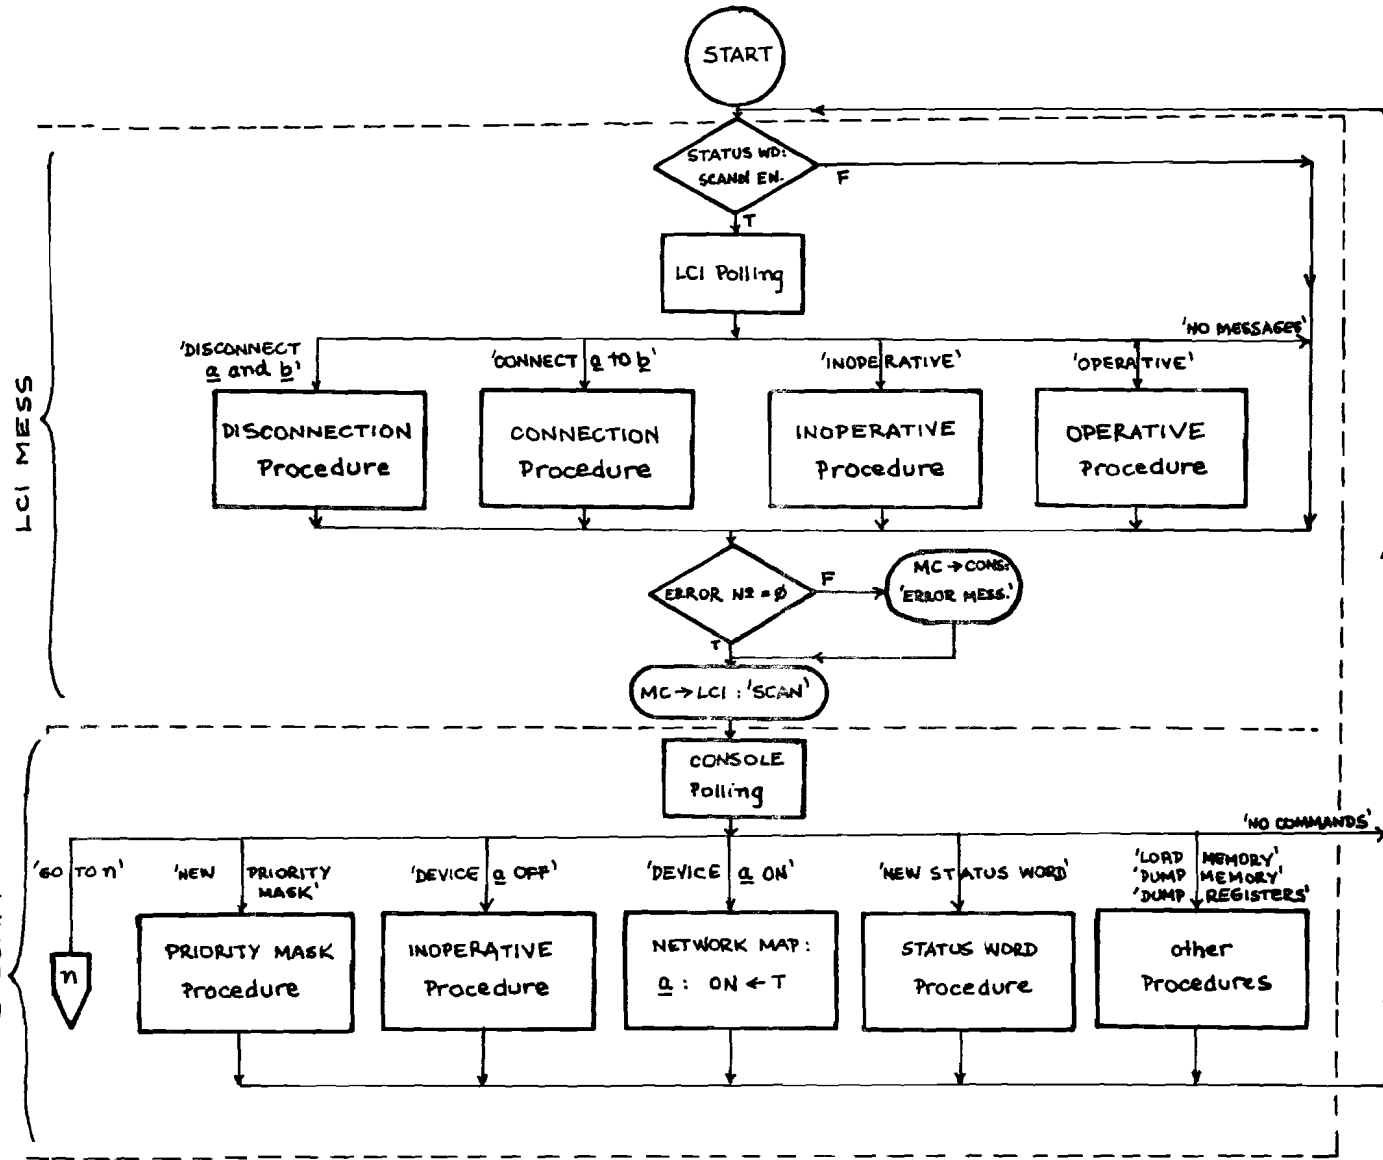 START
STATUS WD:
SCANN EN.
F
T
LCI Polling
'NO MESSAGES'
'DISCONNECT
a and b'
'CONNECT a TO b'
'INOPERATIVE'
'OPERATIVE'
DISCONNECTION
Procedure
CONNECTION
Procedure
INOPERATIVE
Procedure
OPERATIVE
Procedure
LCI MESS
ERROR Nº = Ø
F
MC → CONS:
'ERROR MESS.'
T
MC → LCI : 'SCAN'
CONSOLE
Polling
'NO COMMANDS'
'GO TO n'
'NEW PRIORITY
MASK'
'DEVICE a OFF'
'DEVICE a ON'
'NEW STATUS WORD'
'LOAD MEMORY'
'DUMP MEMORY'
'DUMP REGISTERS'
n
PRIORITY MASK
Procedure
INOPERATIVE
Procedure
NETWORK MAP:
a : ON ← T
STATUS WORD
Procedure
other
Procedures